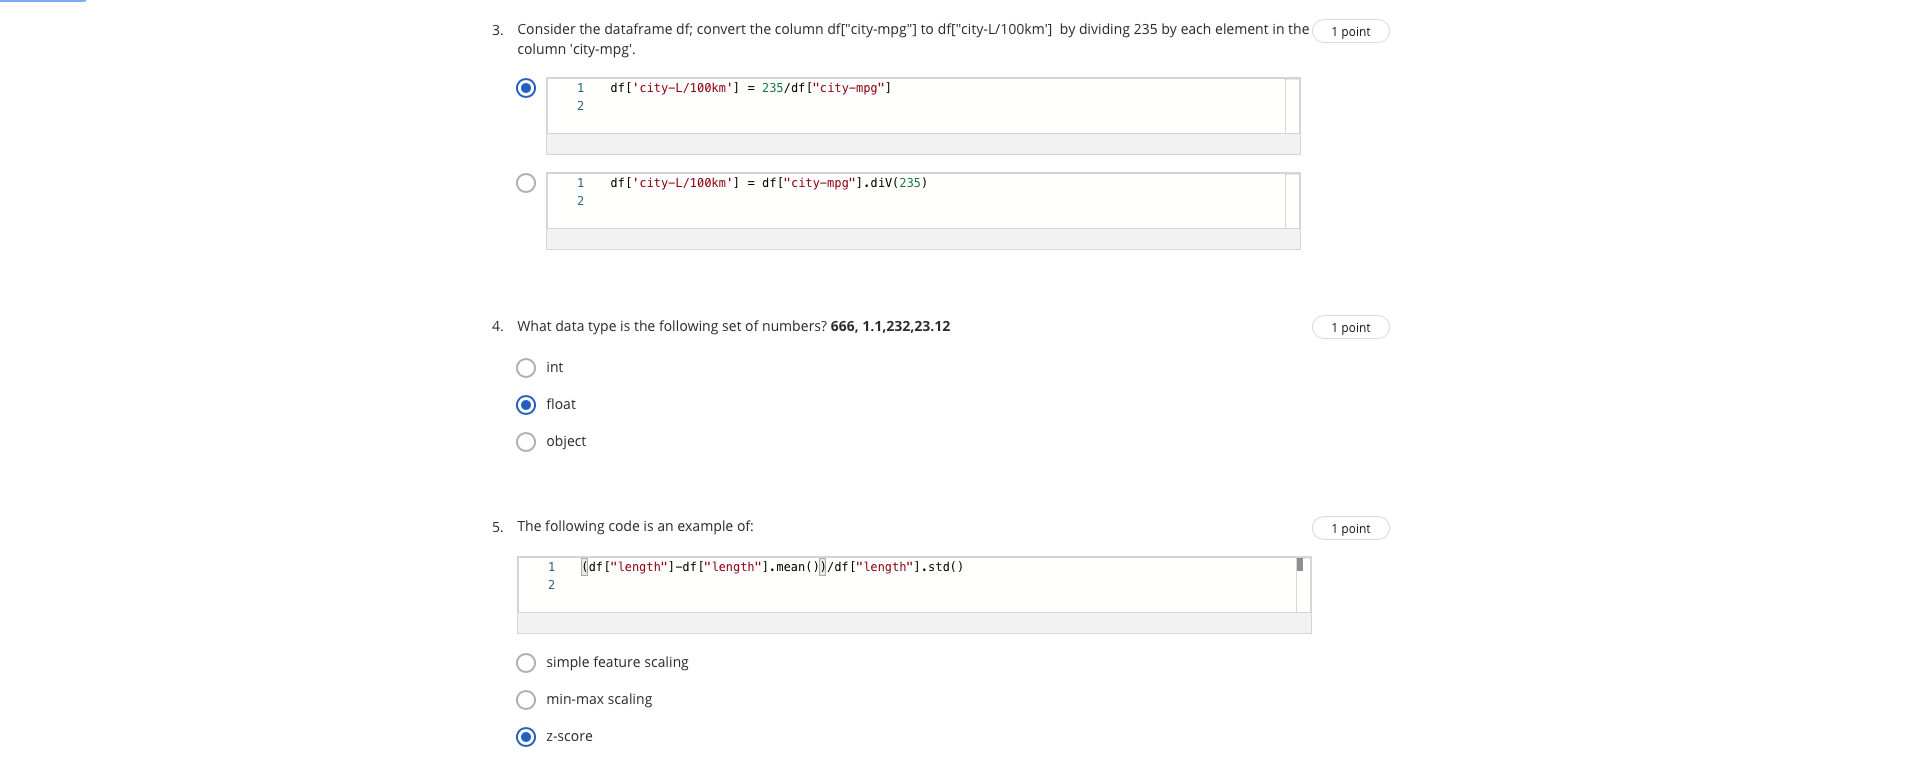 3. Consider the dataframe df; convert the column df["city-mpg"] to df["city-L/100km'] by dividing 235 by each element in the
column 'city-mpg'.
1 point
1 df['city-L/100km'] = 235/df["city-mpg"]
2
1 df['city-L/100km'] = df["city-mpg"].diV(235)
2
4. What data type is the following set of numbers? 666, 1.1,232,23.12
1 point
int
float
object
5. The following code is an example of:
1 point
1 (df["length"]-df["length"].mean())/df["length"].std()
2
simple feature scaling
min-max scaling
z-score